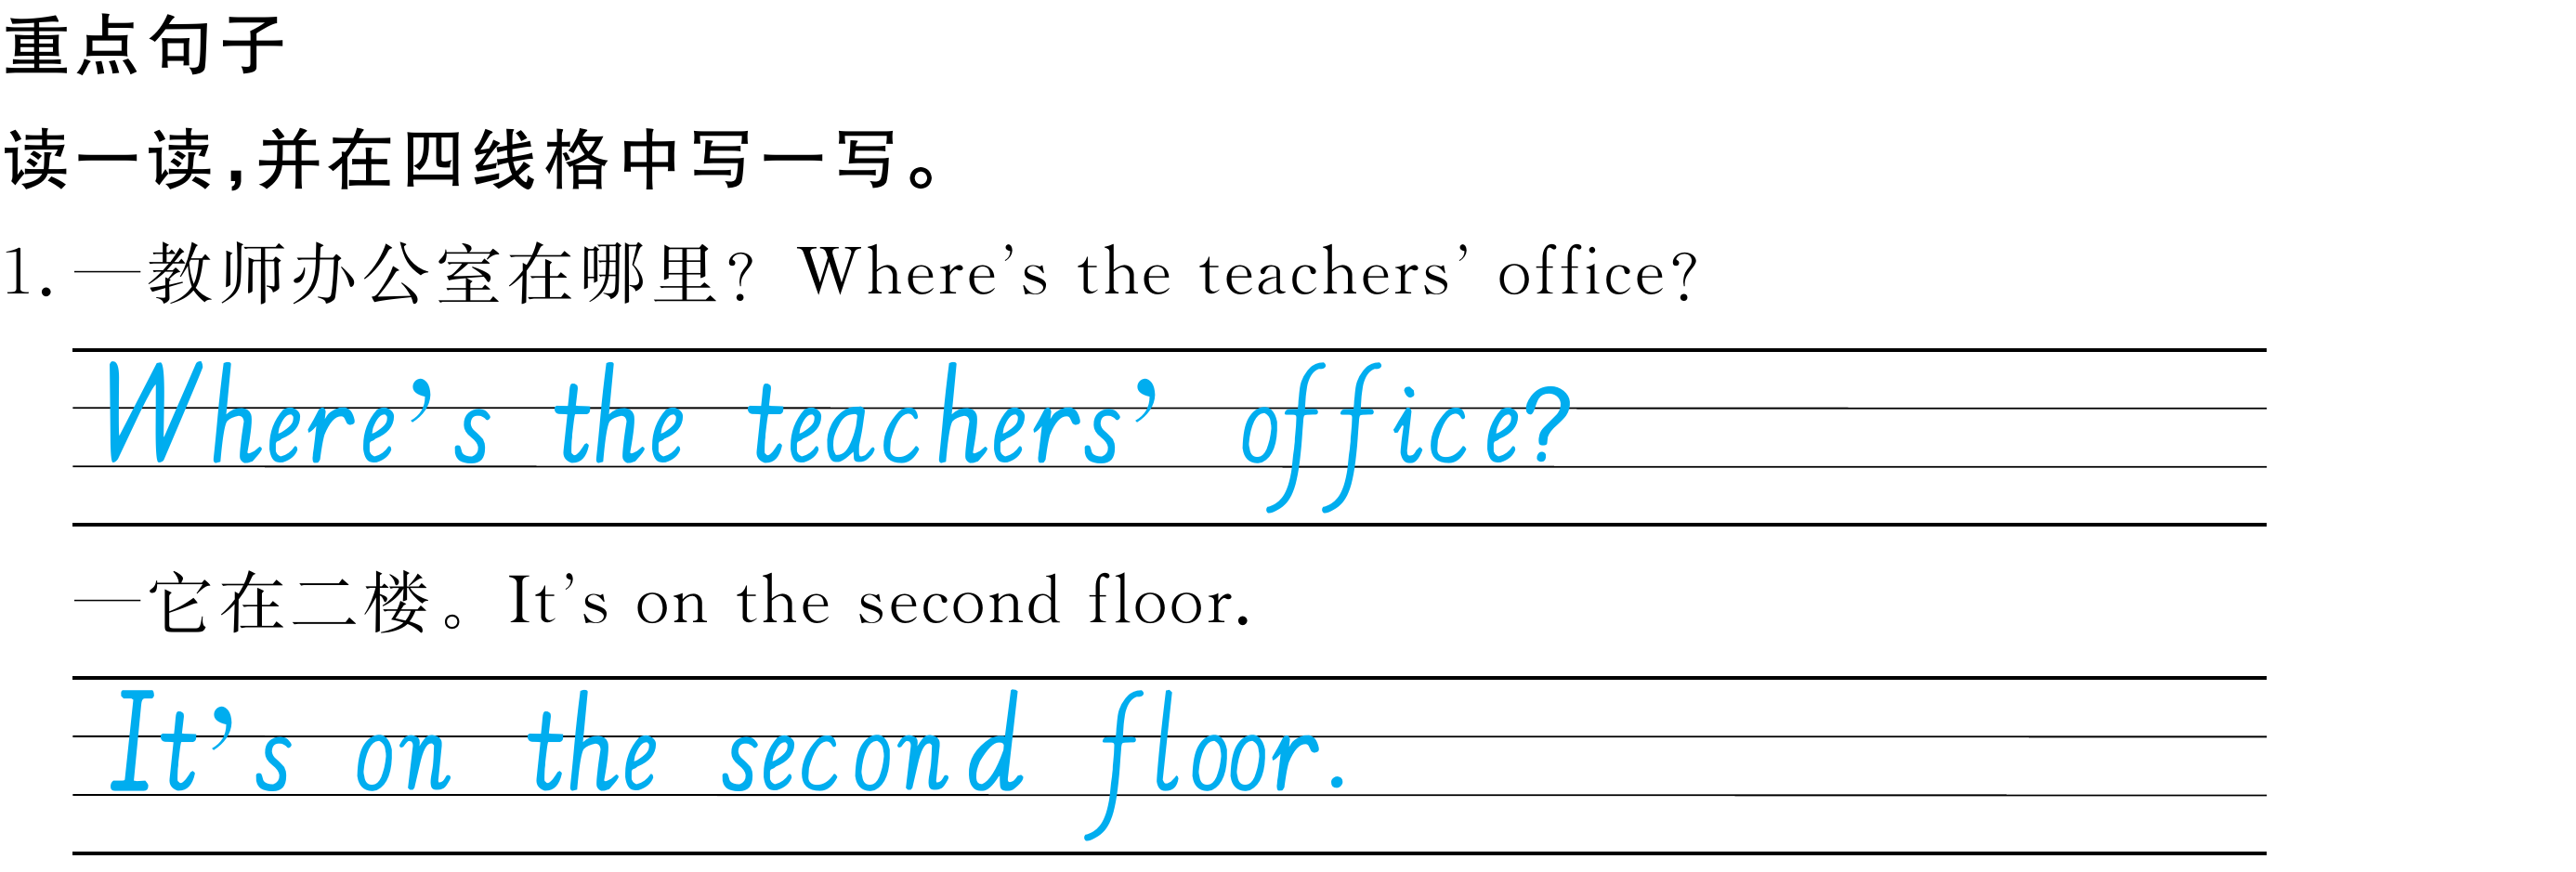 重点句子
读一读,并在四线格中写一写。
1. —教师办公室在哪里？ Where’s the teachers’ office?
Where’s the teachers’ office?
—它在二楼。 It’s on the second floor.
It’s on the second floor.